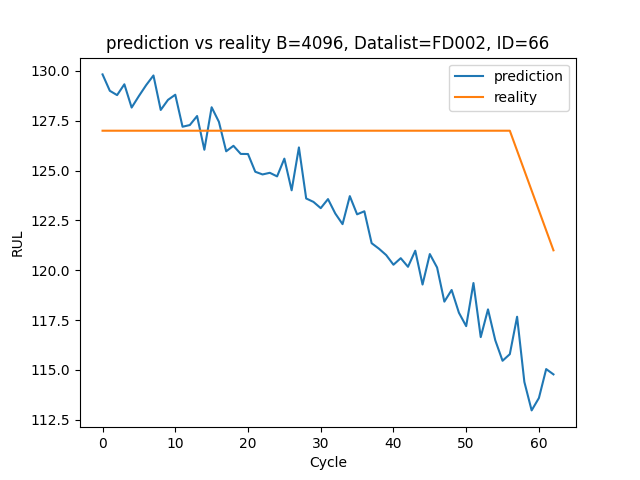 prediction vs reality B=4096, Datalist=FD002, ID=66
prediction
reality
130.0
127.5
125.0
122.5
120.0
117.5
115.0
112.5
RUL
0 10 20 30 40 50 60
Cycle